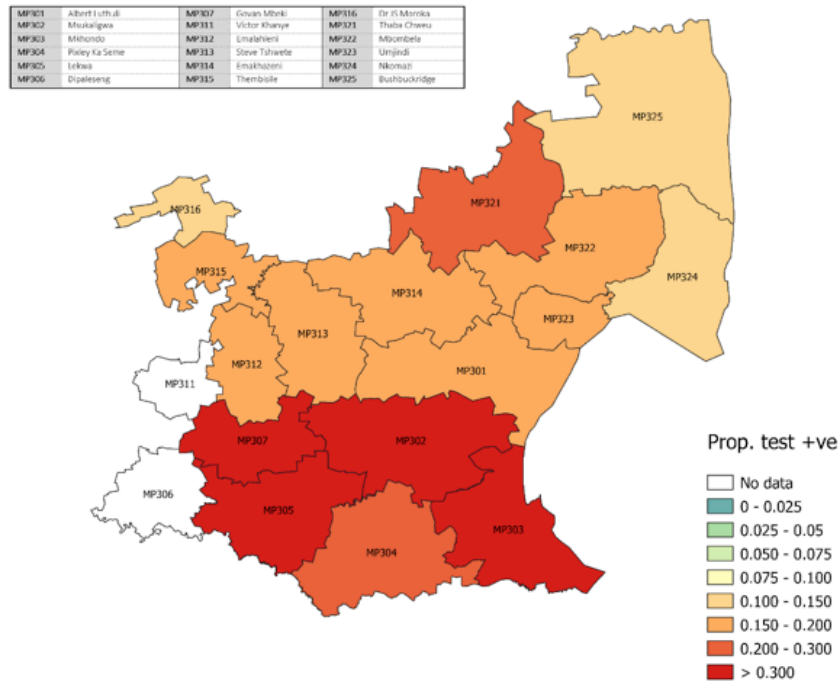 MP301 Albert Luthuli MP307 Govan Mbeki MP316 Dr JS Moroka
MP302 Msukaligwa MP311 Victor Khanye MP321 Thaba Chweu
MP303 Mkhondo MP312 Emalahleni MP322 Mbombela
MP304 Pixley Ka Seme MP313 Steve Tshwete MP323 Umjindi
MP305 Lekwa MP314 Emakhazeni MP324 Nkomazi
MP306 Dipaleseng MP315 Thembisile MP325 Bushbuckridge
MP325
MP321
MP316
MP322
MP315
MP324
MP314
MP323
MP313
MP312
MP301
MP311
MP307
MP302
MP306
MP305
MP303
MP304
Prop. test +ve
No data
0 - 0.025
0.025 - 0.05
0.050 - 0.075
0.075 - 0.100
0.100 - 0.150
0.150 - 0.200
0.200 - 0.300
> 0.300